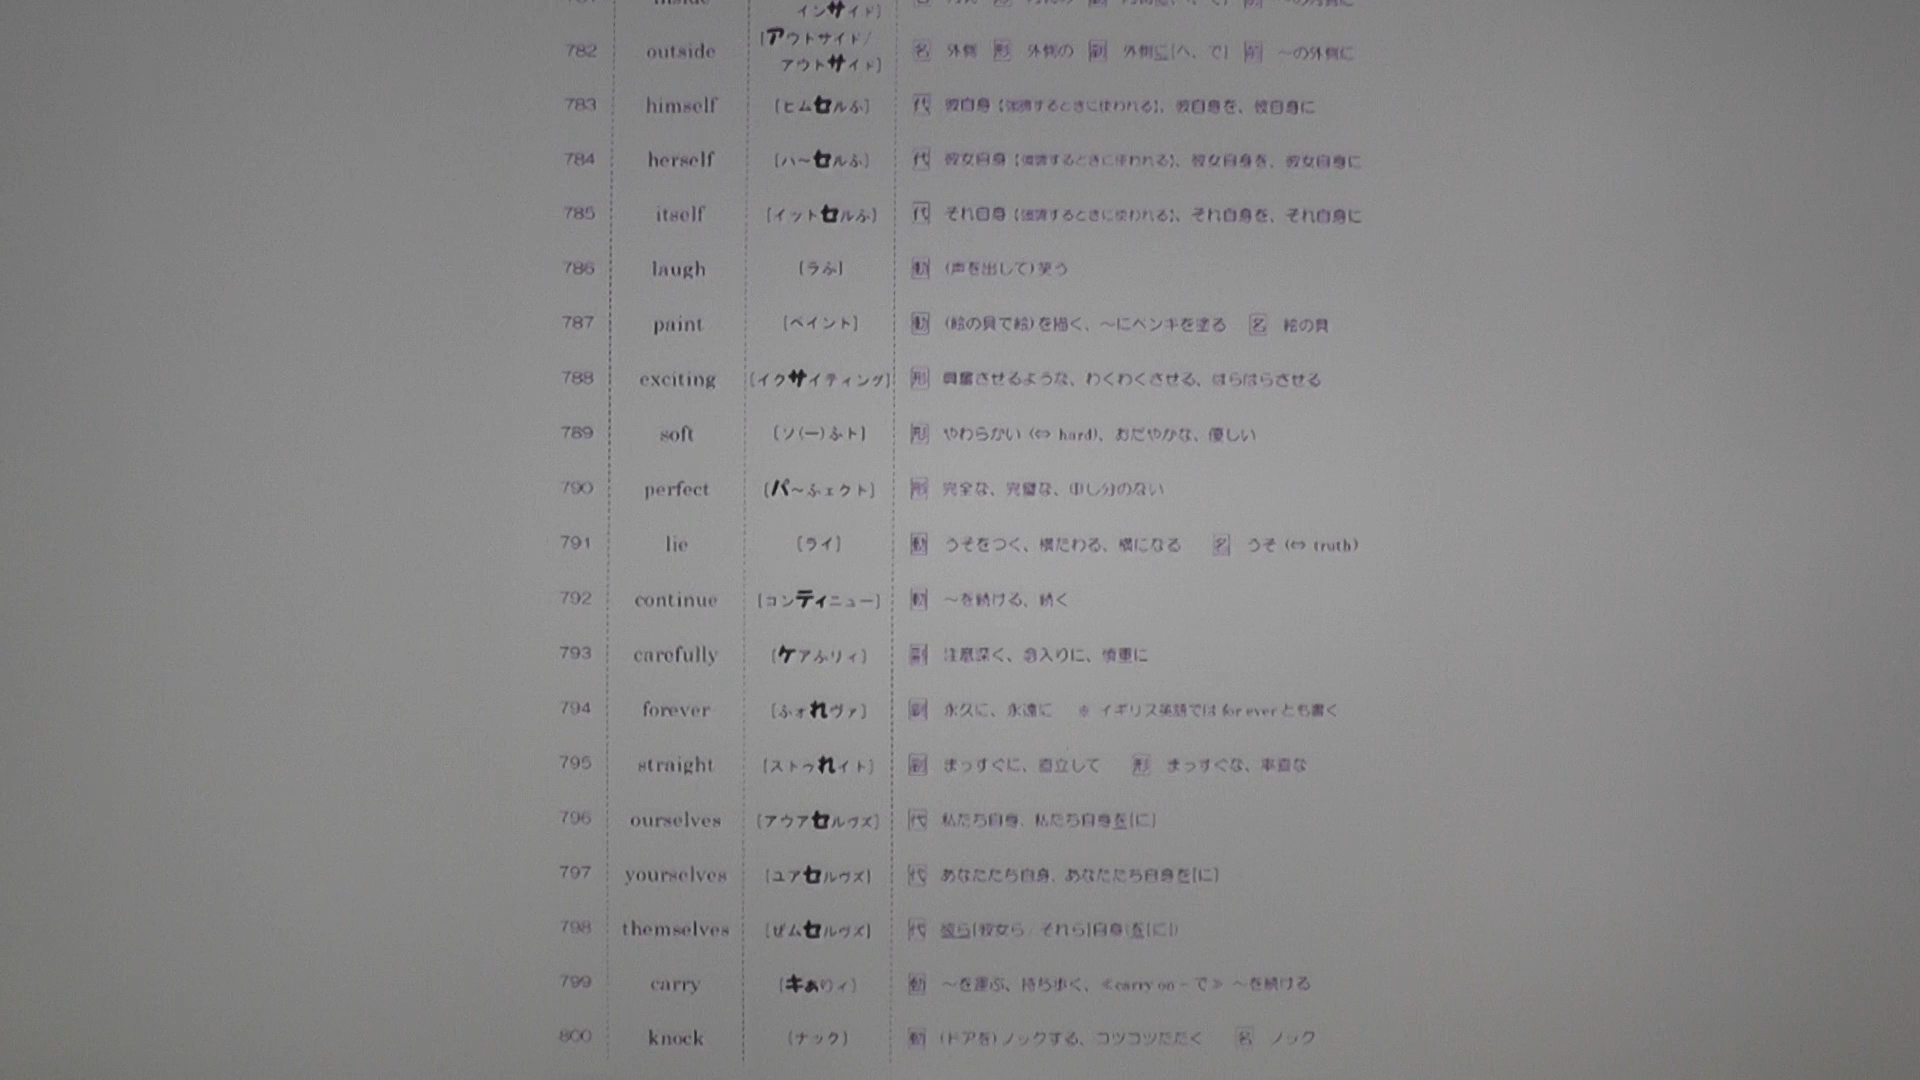 インサイド]
782 outside [アウトサイド/アウトサイド] 名 外側 形 外側の 副 外側に[へ、で] 前 ～の外側に
783 himself [ヒムセルふ] 代 彼自身【強調するときに使われる】、彼自身を、彼自身に
784 herself [ハ～セルふ] 代 彼女自身【強調するときに使われる】、彼女自身を、彼女自身に
785 itself [イットセルふ] 代 それ自身【強調するときに使われる】、それ自身を、それ自身に
786 laugh [ラふ] 動 (声を出して)笑う
787 paint [ペイント] 動 (絵の具で絵)を描く、～にペンキを塗る 名 絵の具
788 exciting [イクサイティング] 形 興奮させるような、わくわくさせる、はらはらさせる
789 soft [ソ(ー)ふト] 形 やわらかい (⇔ hard)、おだやかな、優しい
790 perfect [パ～ふェクト] 形 完全な、完璧な、申し分のない
791 lie [ライ] 動 うそをつく、横たわる、横になる 名 うそ (⇔ truth)
792 continue [コンティニュー] 動 ～を続ける、続く
793 carefully [ケアふリィ] 副 注意深く、念入りに、慎重に
794 forever [ふォれヴァ] 副 永久に、永遠に ※ イギリス英語では for ever とも書く
795 straight [ストゥれイト] 副 まっすぐに、直立して 形 まっすぐな、率直な
796 ourselves [アウアセルヴズ] 代 私たち自身、私たち自身を[に]
797 yourselves [ユアセルヴズ] 代 あなたたち自身、あなたたち自身を[に]
798 themselves [ぜムセルヴズ] 代 彼ら[彼女ら／それら]自身(を[に])
799 carry [キぁりィ] 動 ～を運ぶ、持ち歩く、≪carry on - で≫ ～を続ける
800 knock [ナック] 動 (ドアを)ノックする、コツコツたたく 名 ノック